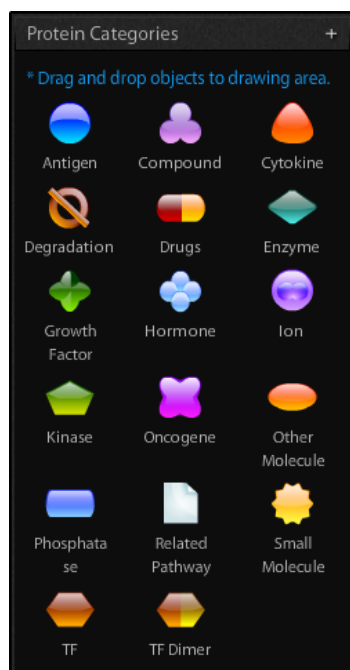 Protein Categories +
* Drag and drop objects to drawing area.
Antigen Compound Cytokine
Degradation Drugs Enzyme
Growth Hormone Ion
Factor
Kinase Oncogene Other
Molecule
Phosphata Related Small
se Pathway Molecule
TF TF Dimer